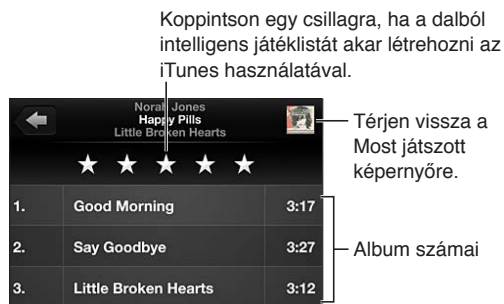 Koppintson egy csillagra, ha a dalból
intelligens játéklistát akar létrehozni az
iTunes használatával.
Norah Jones
Happy Pills
Little Broken Hearts
Térjen vissza a
Most játszott
képernyőre.
1. Good Morning 3:17
2. Say Goodbye 3:27
Album számai
3. Little Broken Hearts 3:12